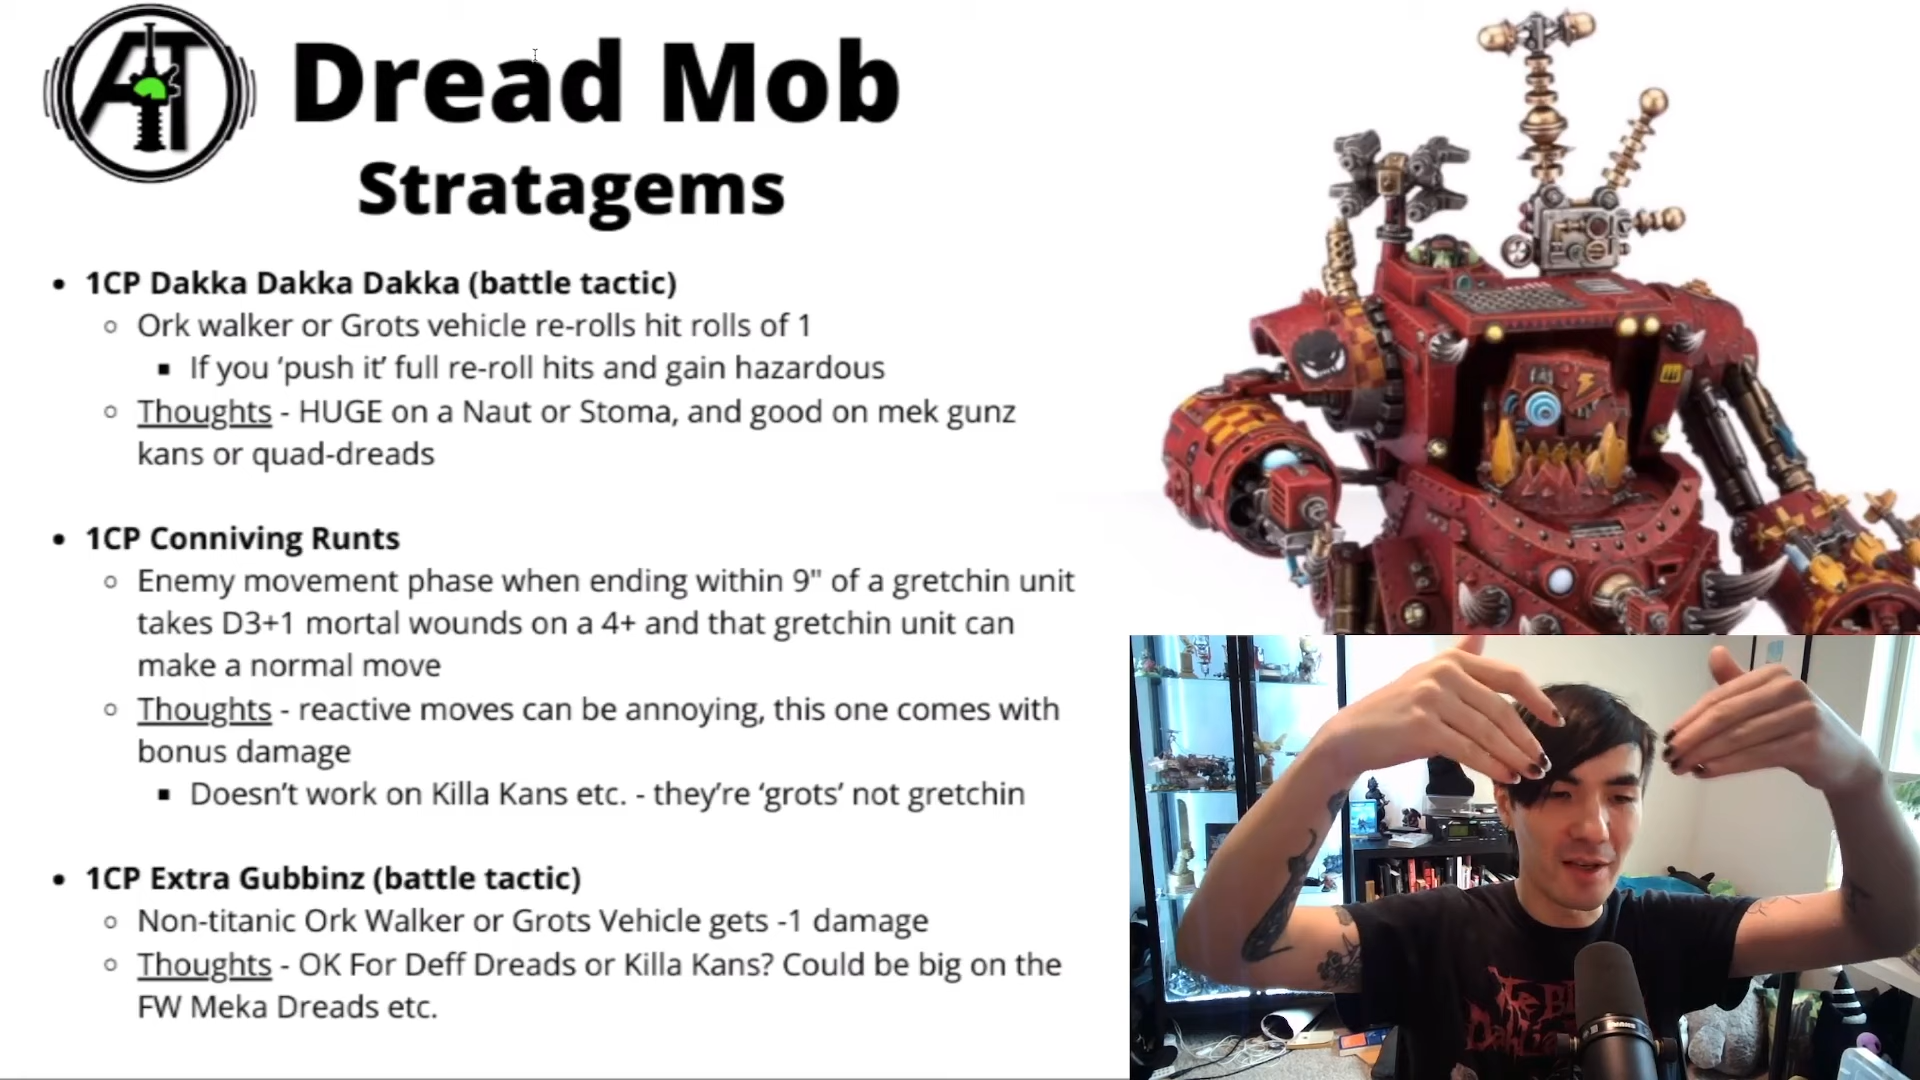 AT
Dread Mob
Stratagems
• 1CP Dakka Dakka Dakka (battle tactic)
○ Ork walker or Grots vehicle re-rolls hit rolls of 1
▪ If you ‘push it’ full re-roll hits and gain hazardous
○ Thoughts - HUGE on a Naut or Stoma, and good on mek gunz
kans or quad-dreads
• 1CP Conniving Runts
○ Enemy movement phase when ending within 9" of a gretchin unit
takes D3+1 mortal wounds on a 4+ and that gretchin unit can
make a normal move
○ Thoughts - reactive moves can be annoying, this one comes with
bonus damage
▪ Doesn’t work on Killa Kans etc. - they’re ‘grots’ not gretchin
• 1CP Extra Gubbinz (battle tactic)
○ Non-titanic Ork Walker or Grots Vehicle gets -1 damage
○ Thoughts - OK For Deff Dreads or Killa Kans? Could be big on the
FW Meka Dreads etc.